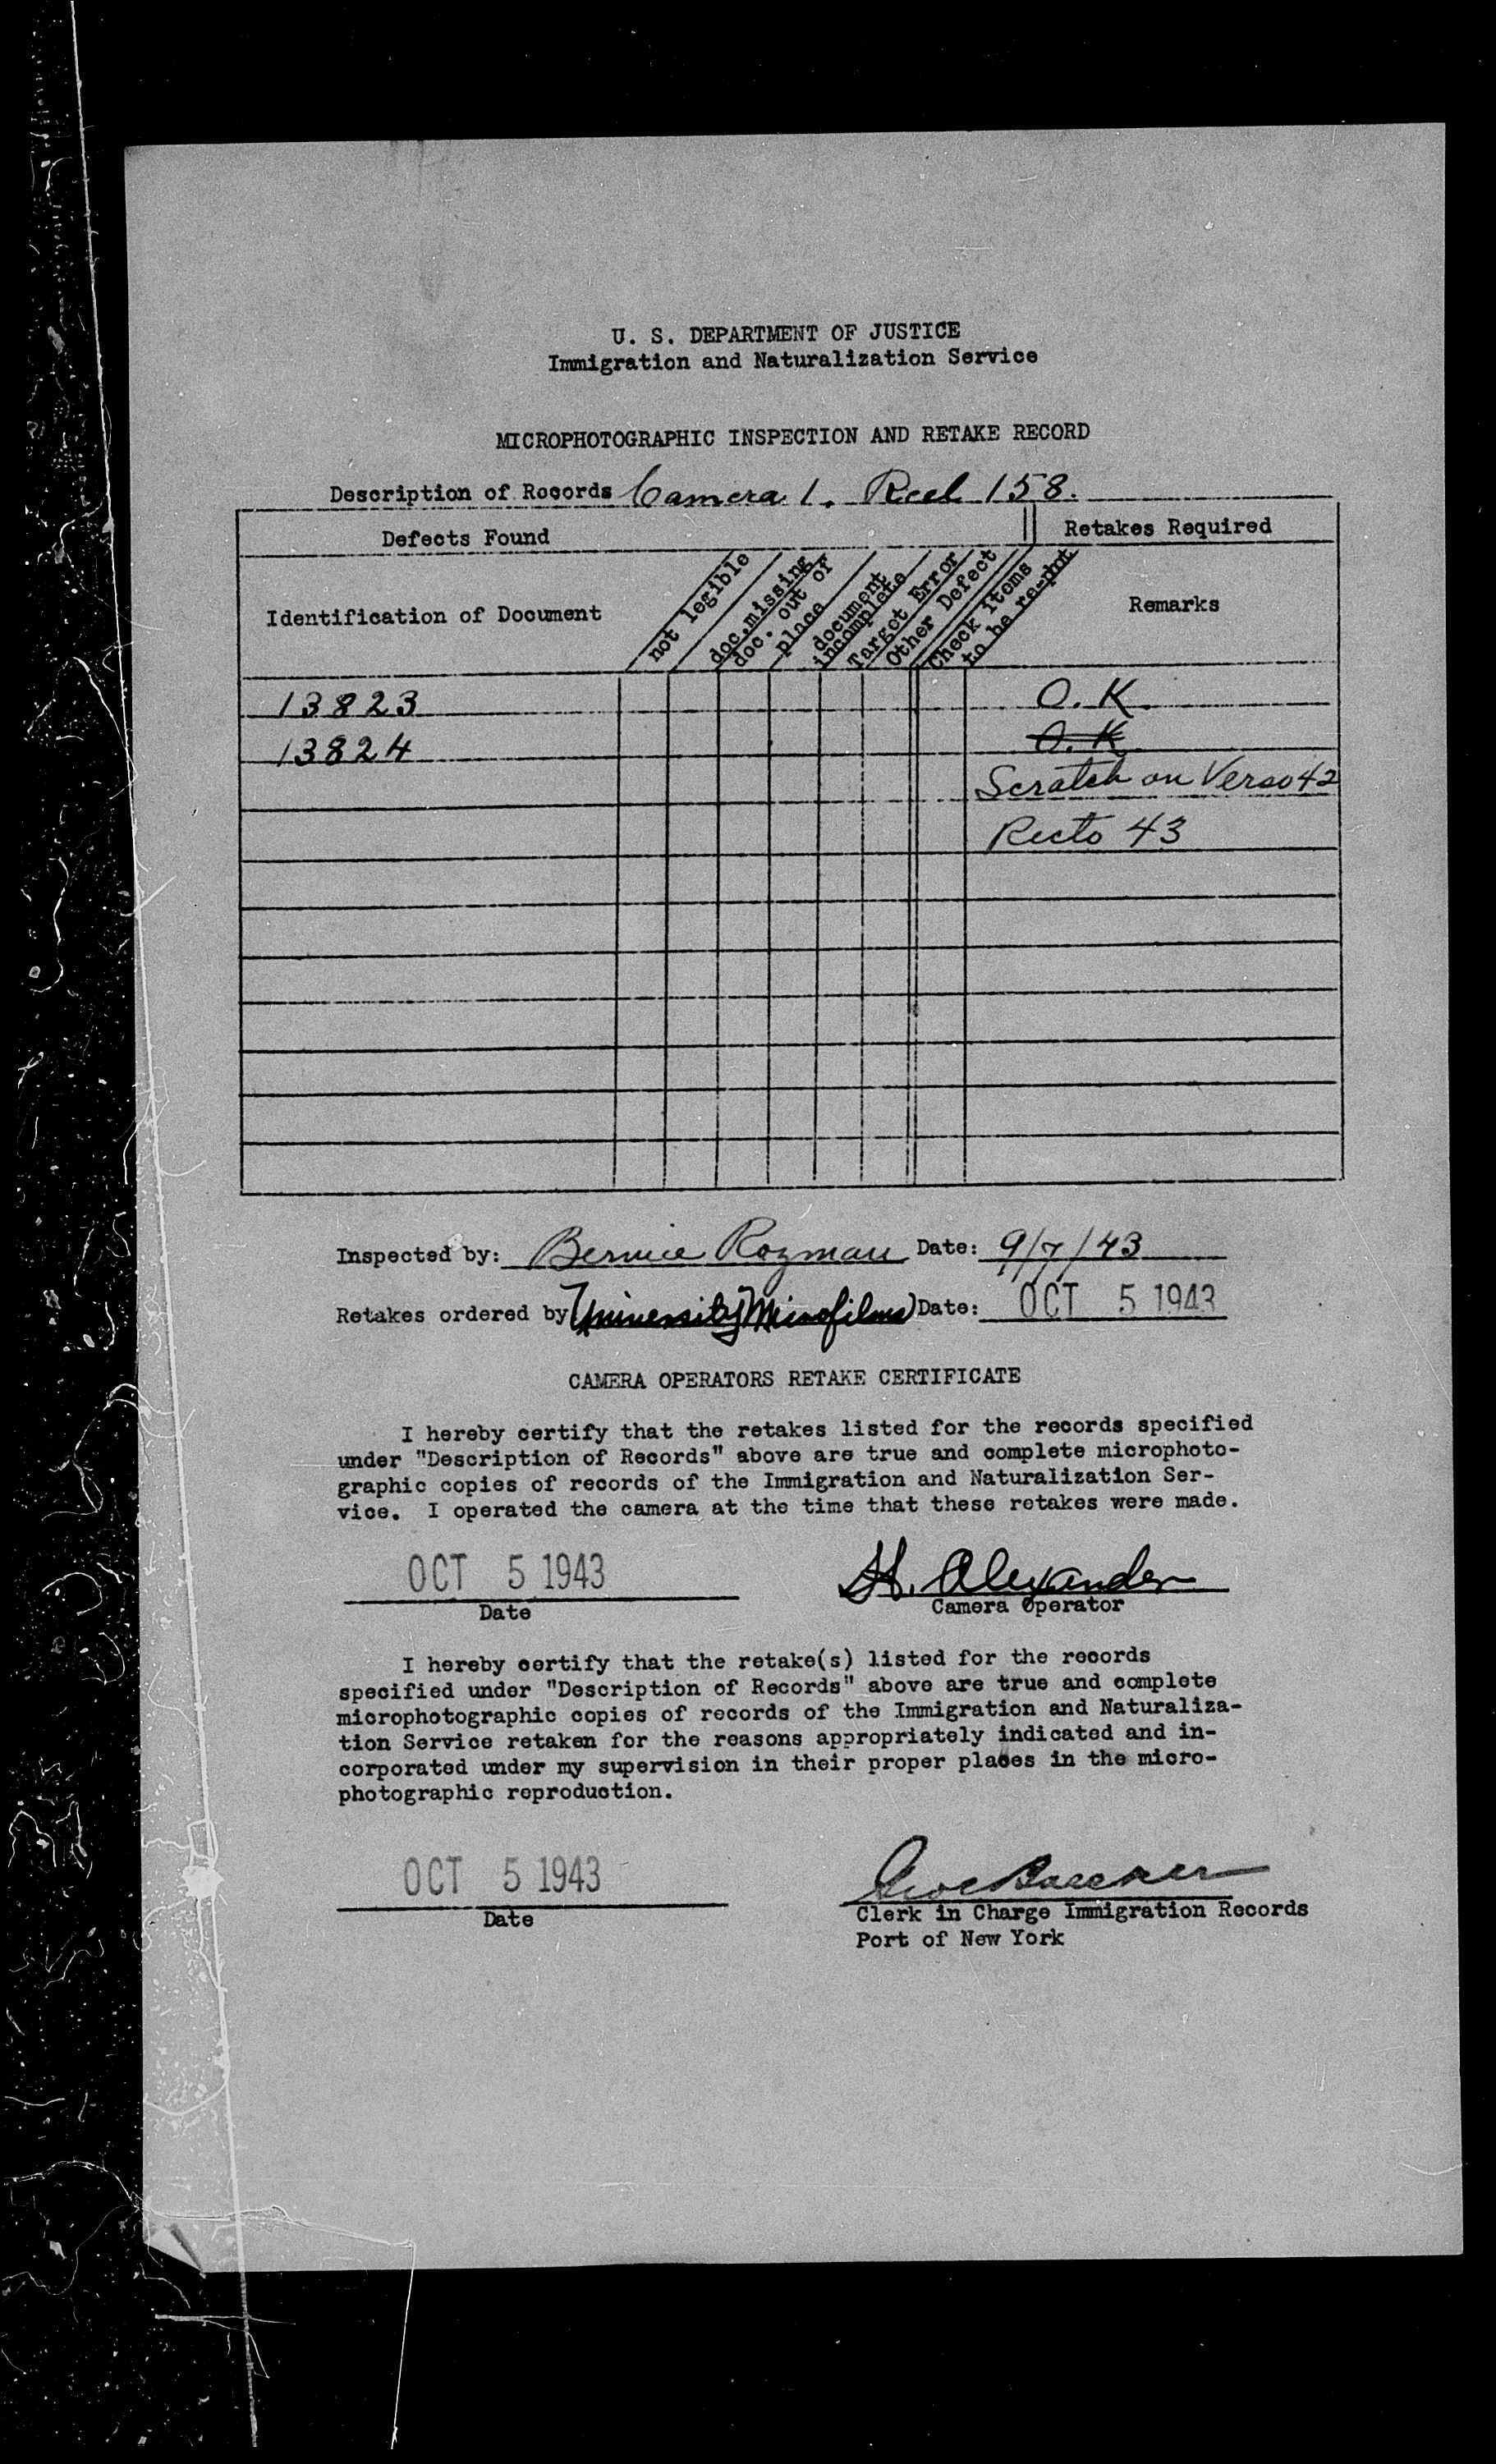 U. S. DEPARTMENT OF JUSTICE
Immigration and Naturalization Service
MICROPHOTOGRAPHIC INSPECTION AND RETAKE RECORD
Description of Records Camera 1. Reel 158.
Defects Found Retakes Required
Identification of Document
not legible
doc.missing
doc. out of
place
document
incomplete
Target Error
Other Defect
Check items
to be re-phot
Remarks
13823 O.K.
13824 O.K.
Scratch on Verso 42
Recto 43
Inspected by: Bernice Rozman Date: 9/7/43
Retakes ordered by University Microfilms Date: OCT 5 1943
CAMERA OPERATORS RETAKE CERTIFICATE
I hereby certify that the retakes listed for the records specified
under "Description of Records" above are true and complete microphoto-
graphic copies of records of the Immigration and Naturalization Ser-
vice. I operated the camera at the time that these retakes were made.
OCT 5 1943 H. Alexander
Date Camera Operator
I hereby certify that the retake(s) listed for the records
specified under "Description of Records" above are true and complete
microphotographic copies of records of the Immigration and Naturaliza-
tion Service retaken for the reasons appropriately indicated and in-
corporated under my supervision in their proper places in the micro-
photographic reproduction.
OCT 5 1943
Date Clerk in Charge Immigration Records
Port of New York